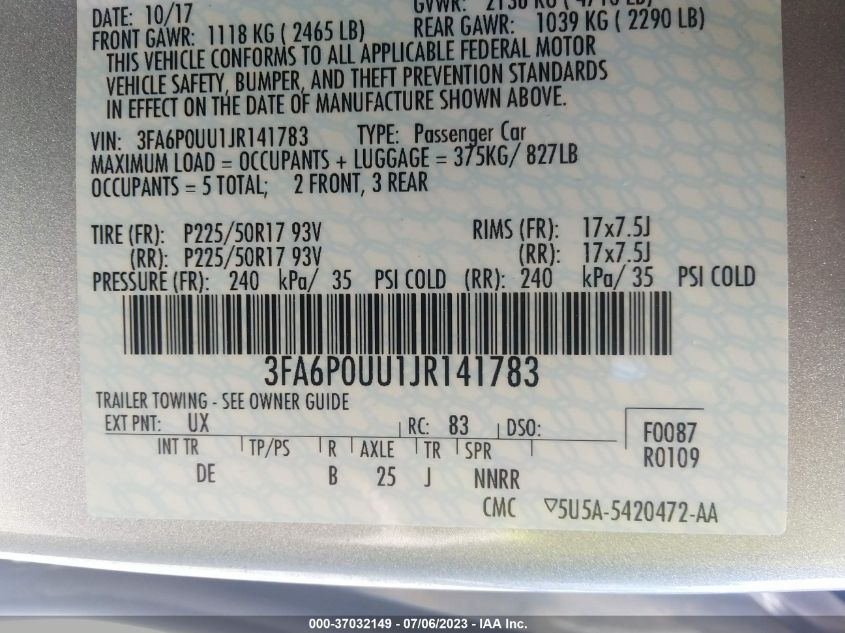 DATE: 10/17
FRONT GAWR: 1118 KG ( 2465 LB) REAR GAWR: 1039 KG ( 2290 LB)
THIS VEHICLE CONFORMS TO ALL APPLICABLE FEDERAL MOTOR
VEHICLE SAFETY, BUMPER, AND THEFT PREVENTION STANDARDS
IN EFFECT ON THE DATE OF MANUFACTURE SHOWN ABOVE.
VIN: 3FA6P0UU1JR141783 TYPE: Passenger Car
MAXIMUM LOAD = OCCUPANTS + LUGGAGE = 375KG/ 827LB
OCCUPANTS = 5 TOTAL; 2 FRONT, 3 REAR
TIRE (FR): P225/50R17 93V RIMS (FR): 17x7.5J
(RR): P225/50R17 93V (RR): 17x7.5J
PRESSURE (FR): 240 kPa/ 35 PSI COLD (RR): 240 kPa/ 35 PSI COLD
3FA6P0UU1JR141783
TRAILER TOWING - SEE OWNER GUIDE
EXT PNT: UX RC: 83 DSO: F0087
INT TR TP/PS R AXLE TR SPR R0109
DE B 25 J NNRR
CMC ▽5U5A-5420472-AA
000-37032149 - 07/06/2023 - IAA Inc.